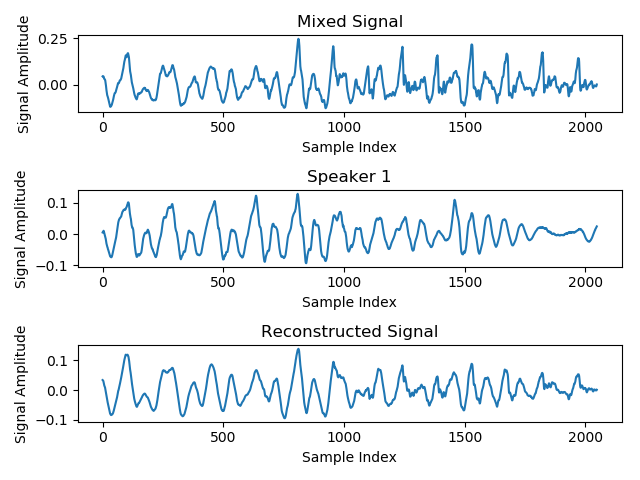 Mixed Signal
Signal Amplitude
0.25
0.00
0 500 1000 1500 2000
Sample Index
Speaker 1
Signal Amplitude
0.1
0.0
−0.1
0 500 1000 1500 2000
Sample Index
Reconstructed Signal
Signal Amplitude
0.1
0.0
−0.1
0 500 1000 1500 2000
Sample Index